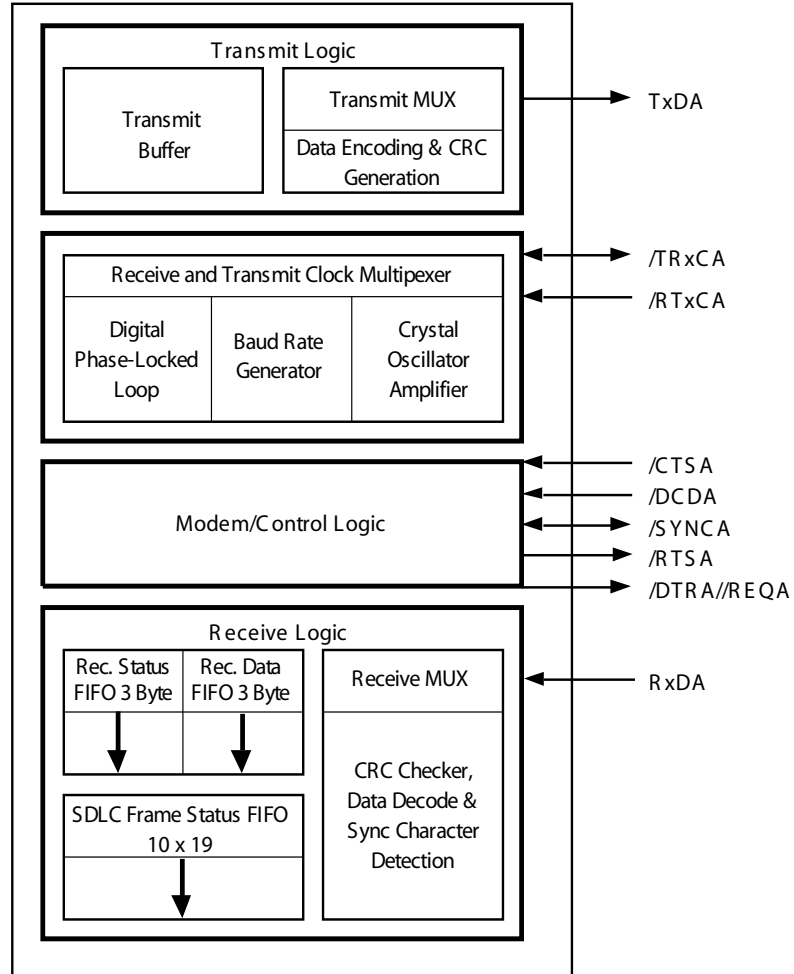 Transmit Logic
Transmit
Buffer
Transmit MUX
Data Encoding & CRC
Generation
TxDA
Receive and Transmit Clock Multipexer
Digital
Phase-Locked
Loop
Baud Rate
Generator
Crystal
Oscillator
Amplifier
/TRxCA
/RTxCA
Modem/Control Logic
/CTSA
/DCDA
/SYNCA
/RTSA
/DTRA//REQA
Receive Logic
Rec. Status
FIFO 3 Byte
Rec. Data
FIFO 3 Byte
Receive MUX
RxDA
CRC Checker,
Data Decode &
Sync Character
Detection
SDLC Frame Status FIFO
10 x 19